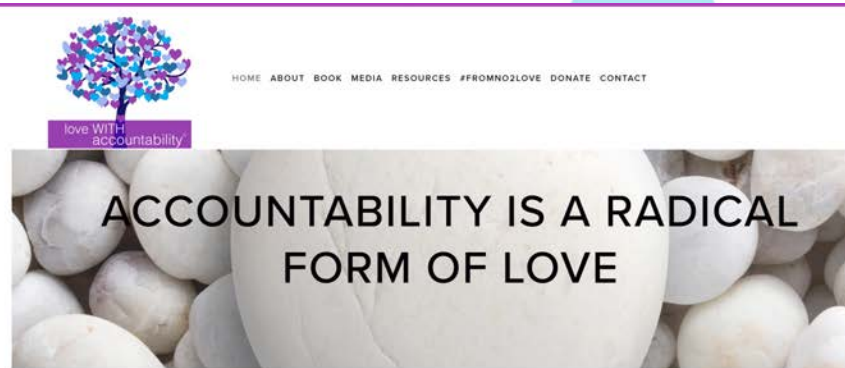 love WITH
accountability®
HOME ABOUT BOOK MEDIA RESOURCES #FROMNO2LOVE DONATE CONTACT
ACCOUNTABILITY IS A RADICAL
FORM OF LOVE